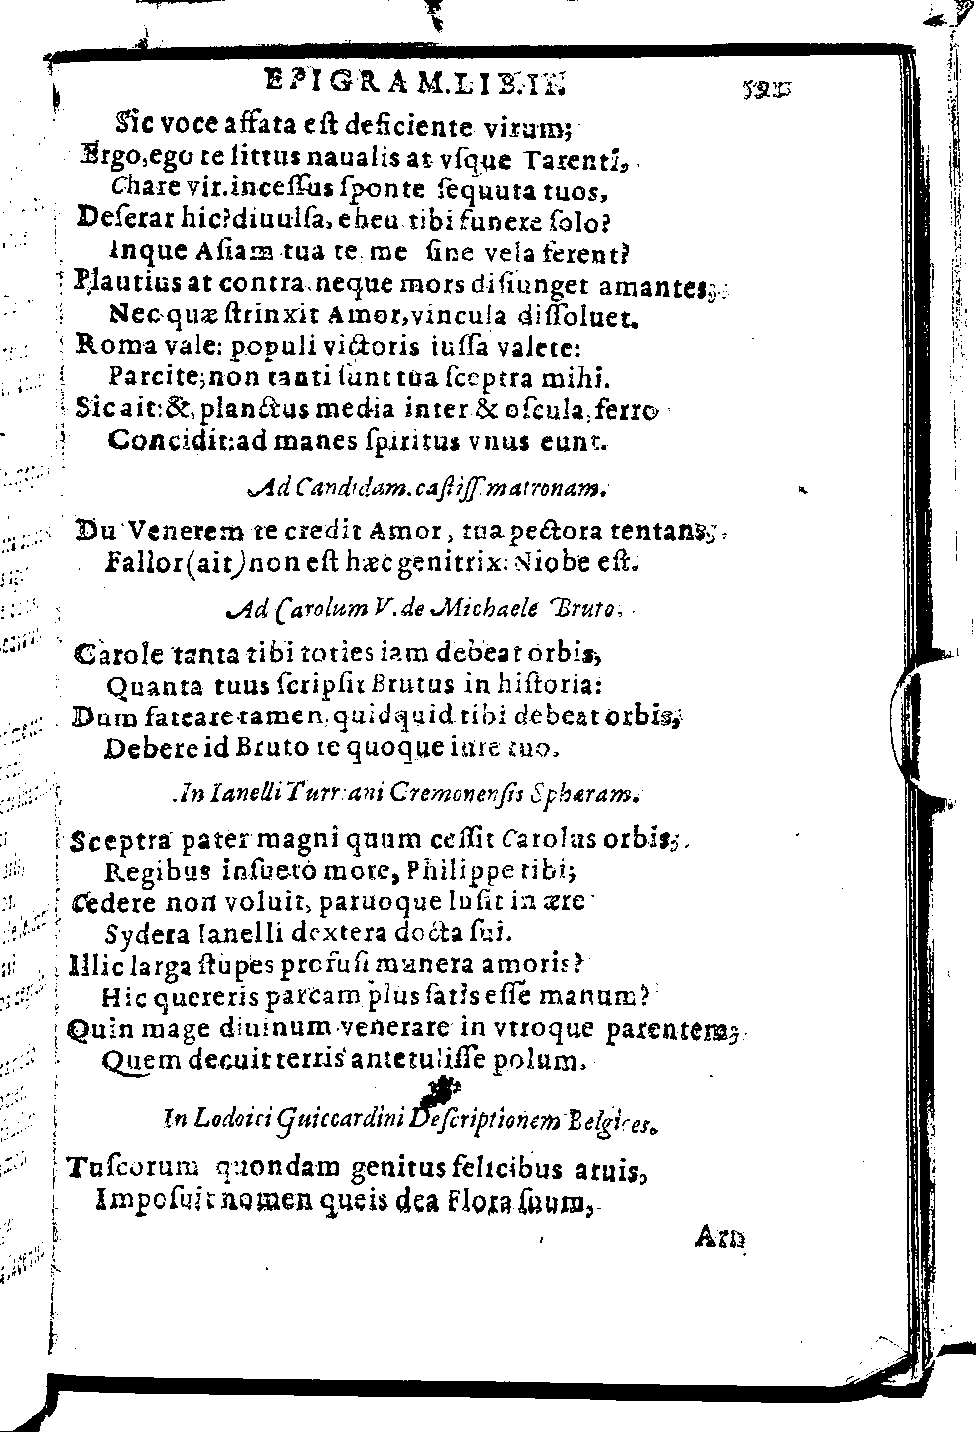 EPIGRAM.LIB.II.
Sic voce affata eſt deficiente virum;
Ergo,ego te littus naualis at vſque Tarenti,
Chare vir.inceſſus ſponte ſequuta tuos,
Deſerar hic?diuulſa, eheu tibi funere ſolo?
Inque Aſiam tua te me ſine vela ferent?
Plautius at contra neque mors diſiunget amantes;
Nec quæ ſtrinxit Amor,vincula diſſoluet.
Roma vale: populi victoris iuſſa valete:
Parcite;non tanti ſunt tua ſceptra mihi.
Sic ait:&, planctus media inter & oſcula, ferro
Concidit:ad manes ſpiritus vnus eunt.
Ad Candidam.caſtiſſ.matronam.
Du Venerem te credit Amor, tua pectora tentans;
Fallor(ait)non eſt hæc genitrix: Niobe eſt.
Ad Carolum V. de Michaele Bruto.
Carole tanta tibi toties iam debeat orbis,
Quanta tuus ſcripſit Brutus in hiſtoria:
Dum fateare tamen, quidquid tibi debeat orbis,
Debere id Bruto te quoque iure tuo.
In Ianelli Turriani Cremonenſis Sphæram.
Sceptra pater magni quum ceſſit Carolus orbis;
Regibus inſueto more, Philippe tibi;
Cedere non voluit, paruoque luſit in ære
Sydera Ianelli dextera docta ſui.
Illic larga ſtupes profuſi munera amoris?
Hic quereris parcam plus ſatis eſſe manum?
Quin mage diuinum venerare in vtroque parentem;
Quem decuit terris antetuliſſe polum.
In Lodoici Guiccardini Deſcriptionem Belgices.
Tuſcorum quondam genitus felicibus aruis,
Impoſuit nomen queis dea Flora ſuum,
Arn